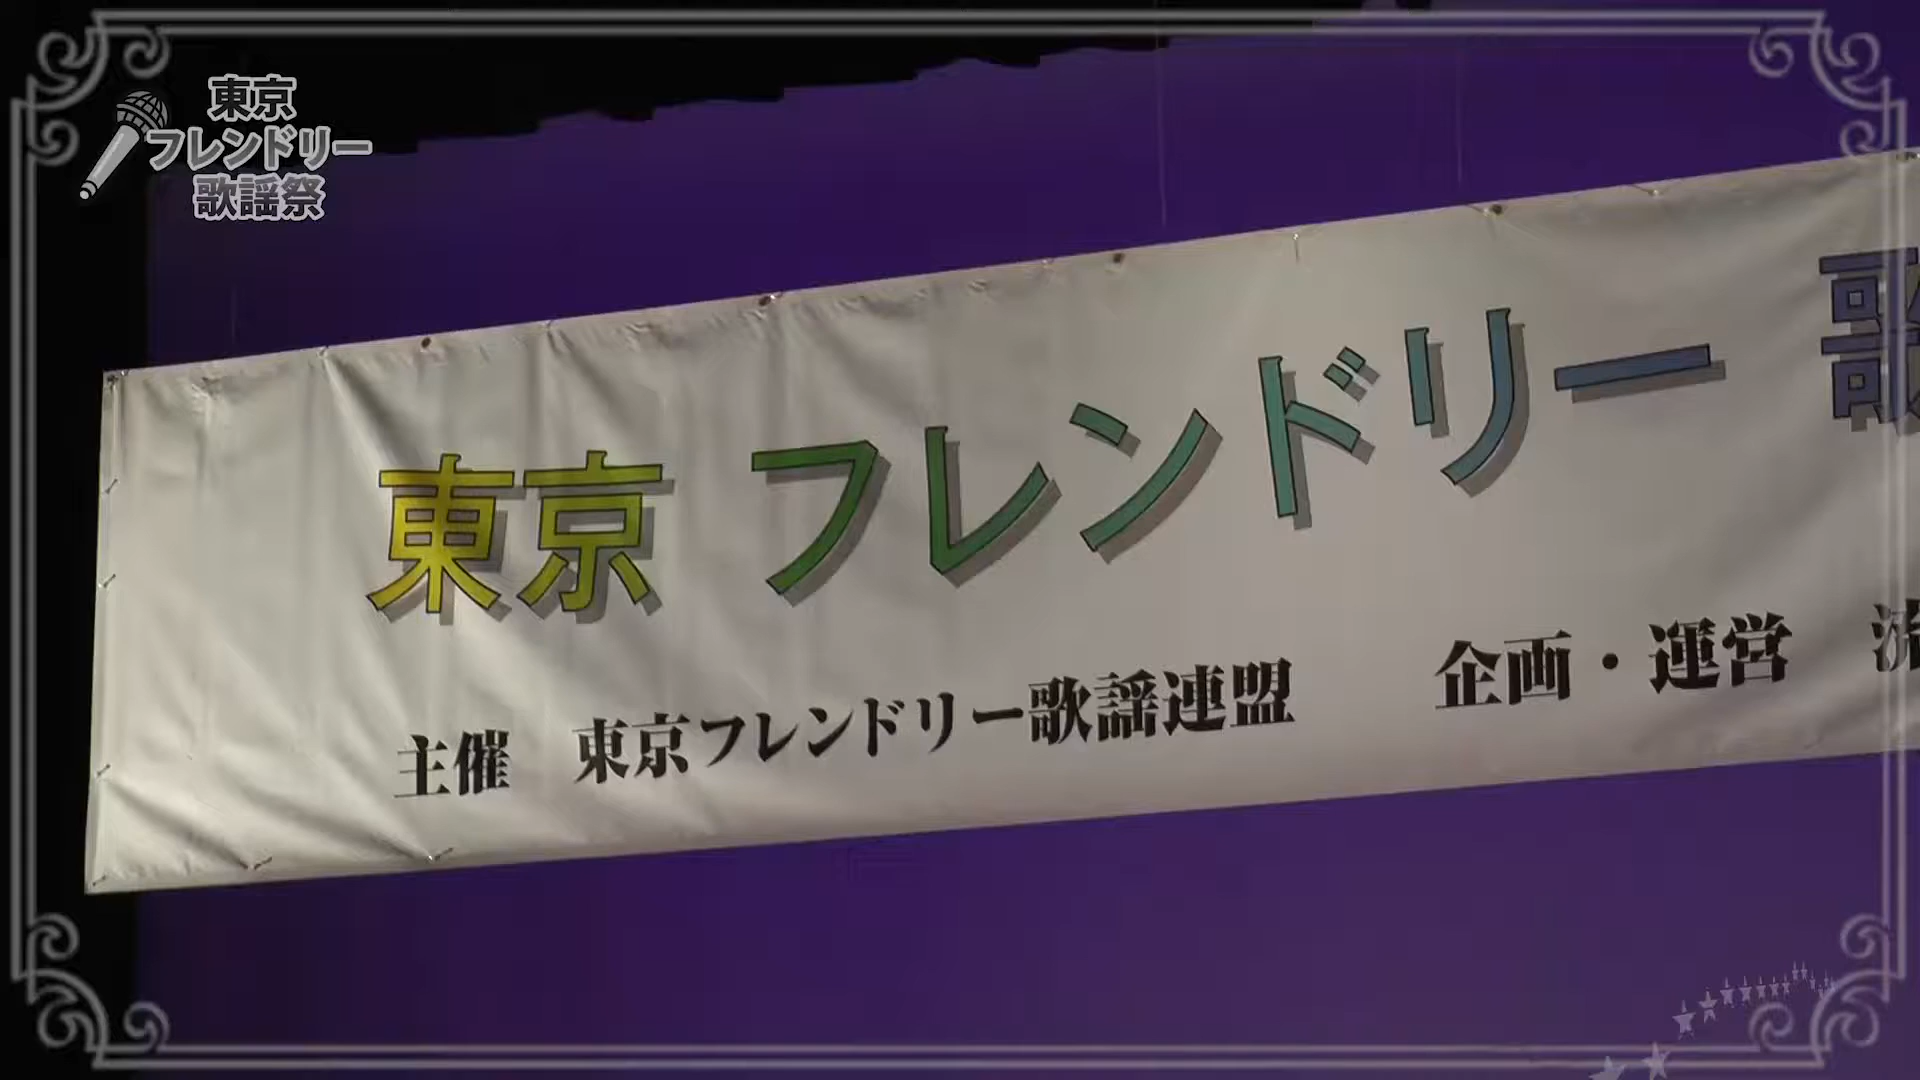 東京
フレンドリー
歌謡祭
東京 フレンドリー 歌
主催 東京フレンドリー歌謡連盟 企画・運営